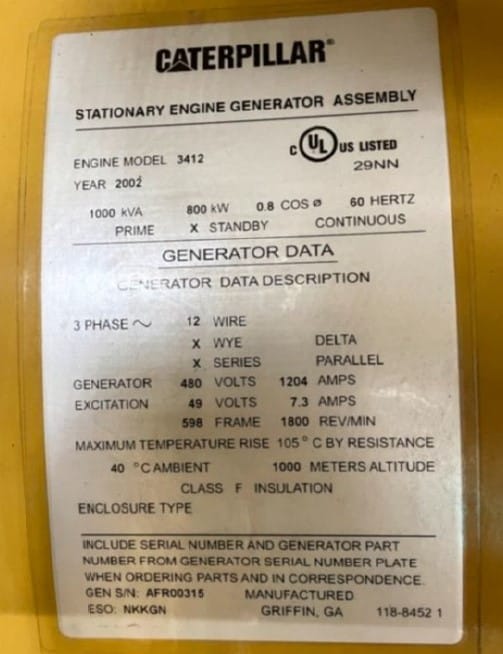 CATERPILLAR®
STATIONARY ENGINE GENERATOR ASSEMBLY
ENGINE MODEL 3412
C UL US LISTED
29NN
YEAR 2002
1000 kVA 800 kW 0.8 COS ø 60 HERTZ
PRIME X STANDBY CONTINUOUS
GENERATOR DATA
GENERATOR DATA DESCRIPTION
3 PHASE ~ 12 WIRE
X WYE DELTA
X SERIES PARALLEL
GENERATOR 480 VOLTS 1204 AMPS
EXCITATION 49 VOLTS 7.3 AMPS
598 FRAME 1800 REV/MIN
MAXIMUM TEMPERATURE RISE 105° C BY RESISTANCE
40 °C AMBIENT 1000 METERS ALTITUDE
CLASS F INSULATION
ENCLOSURE TYPE
INCLUDE SERIAL NUMBER AND GENERATOR PART
NUMBER FROM GENERATOR SERIAL NUMBER PLATE
WHEN ORDERING PARTS AND IN CORRESPONDENCE.
GEN S/N: AFR00315 MANUFACTURED
ESO: NKKGN GRIFFIN, GA 118-8452 1